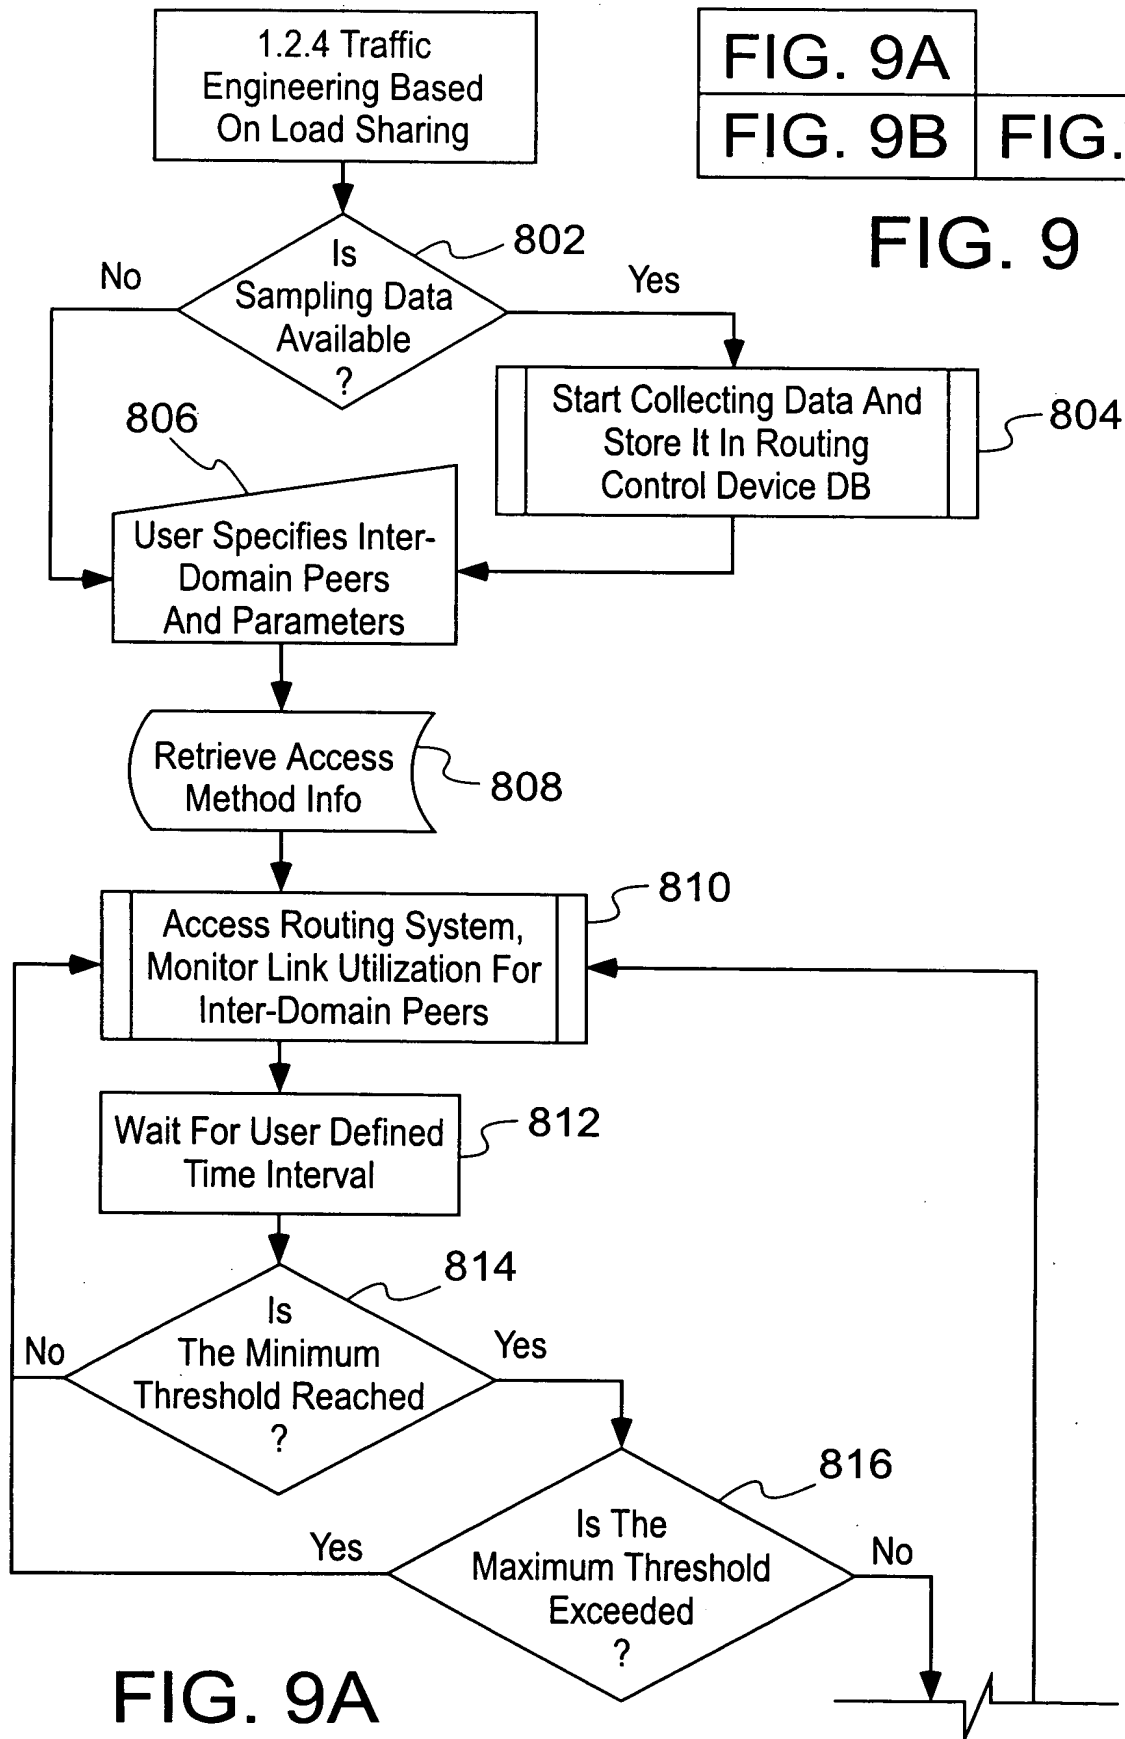 1.2.4 Traffic
Engineering Based
On Load Sharing
FIG. 9A
FIG. 9B
FIG.
FIG. 9
802
Is
Sampling Data
Available
?
No
Yes
804
Start Collecting Data And
Store It In Routing
Control Device DB
806
User Specifies Inter-
Domain Peers
And Parameters
Retrieve Access
Method Info
808
810
Access Routing System,
Monitor Link Utilization For
Inter-Domain Peers
Wait For User Defined
Time Interval
812
814
Is
The Minimum
Threshold Reached
?
No
Yes
816
Is The
Maximum Threshold
Exceeded
?
Yes
No
FIG. 9A